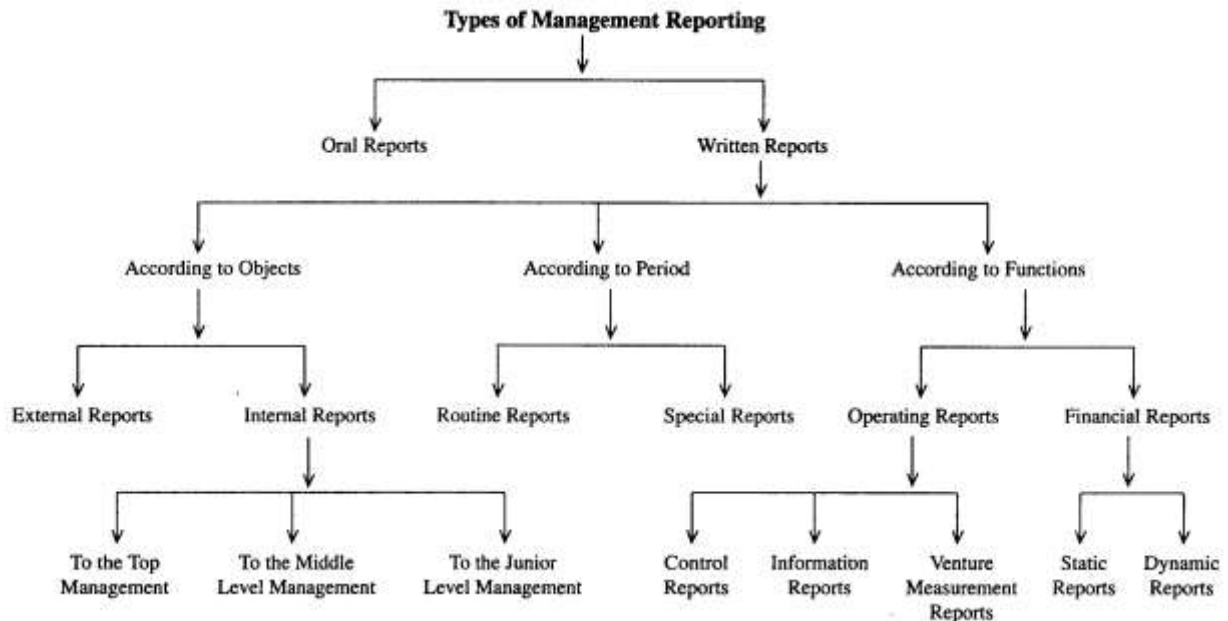 Types of Management Reporting
Oral Reports
Written Reports
According to Objects
According to Period
According to Functions
External Reports
Internal Reports
Routine Reports
Special Reports
Operating Reports
Financial Reports
To the Top
Management
To the Middle
Level Management
To the Junior
Level Management
Control
Reports
Information
Reports
Venture
Measurement
Reports
Static
Reports
Dynamic
Reports